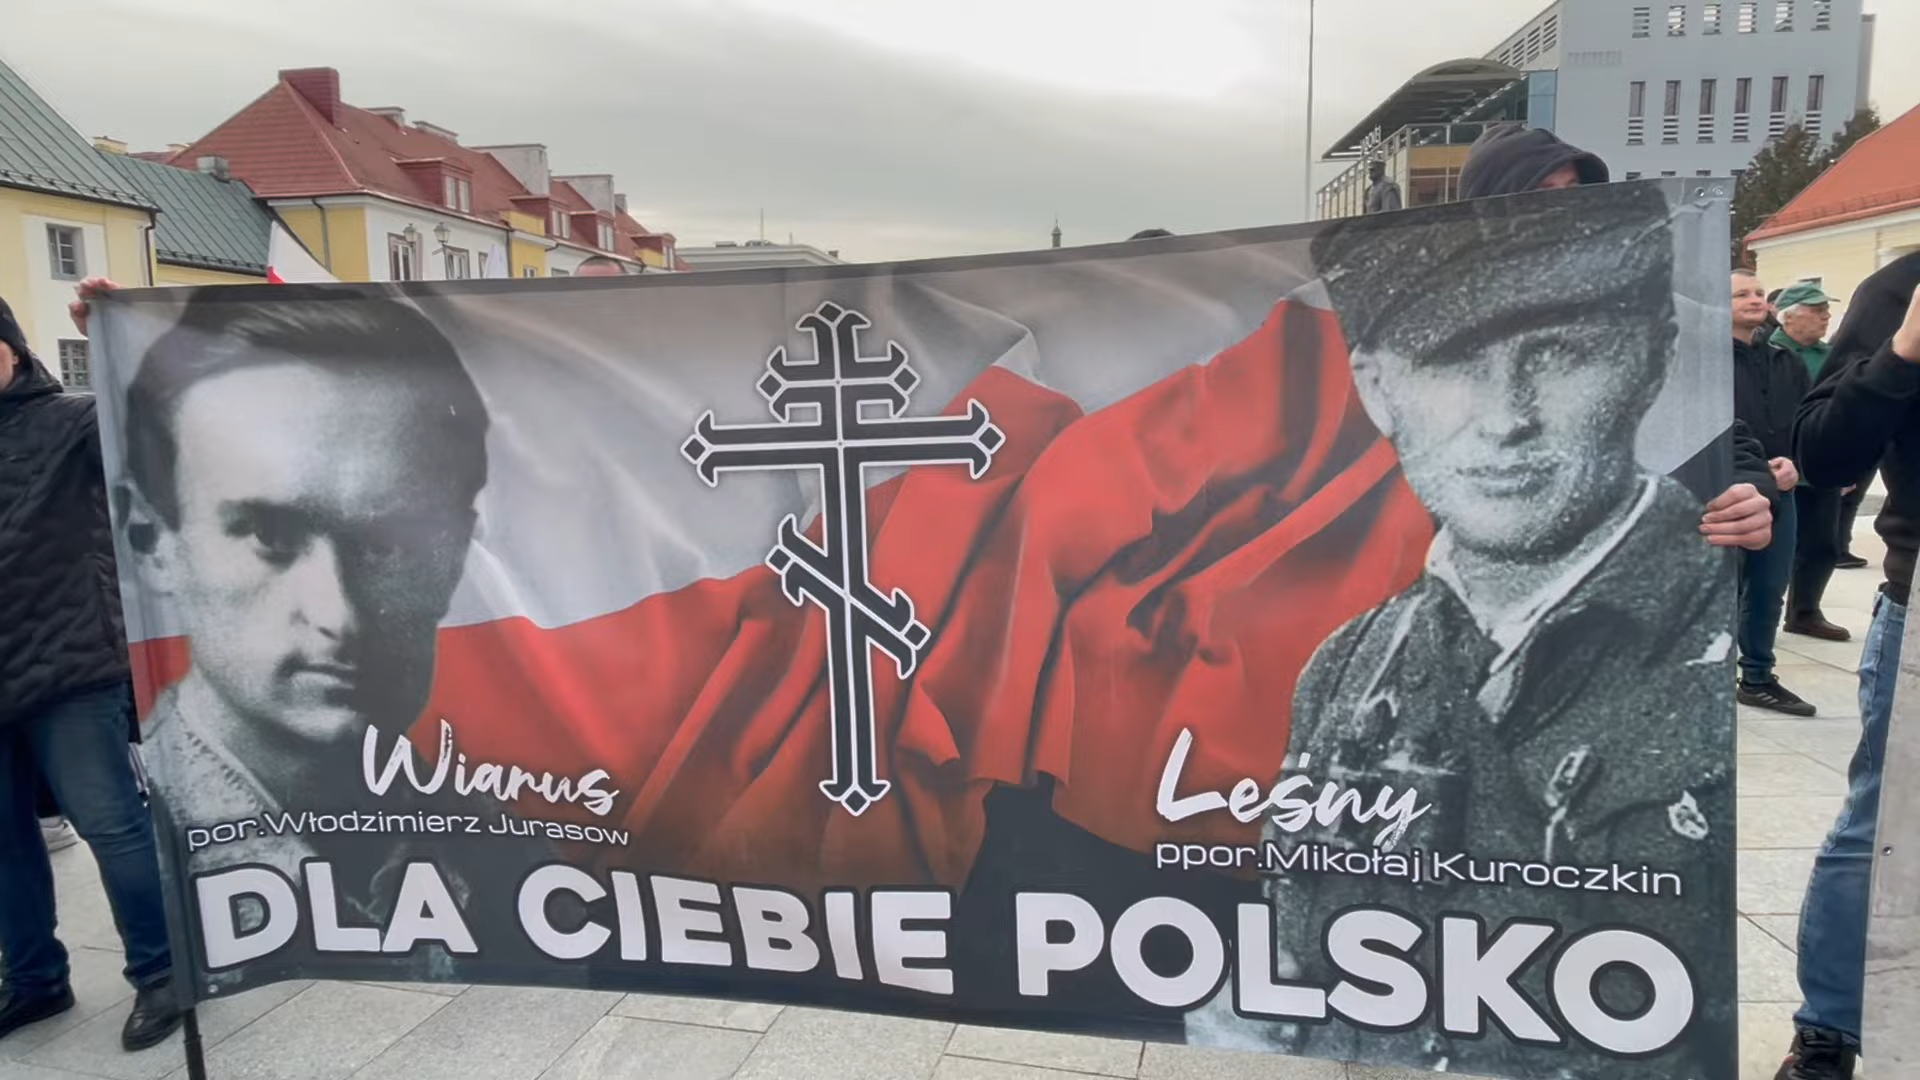 Wiarus
por.Włodzimierz Jurasow
Leśny
ppor.Mikołaj Kuroczkin
DLA CIEBIE POLSKO